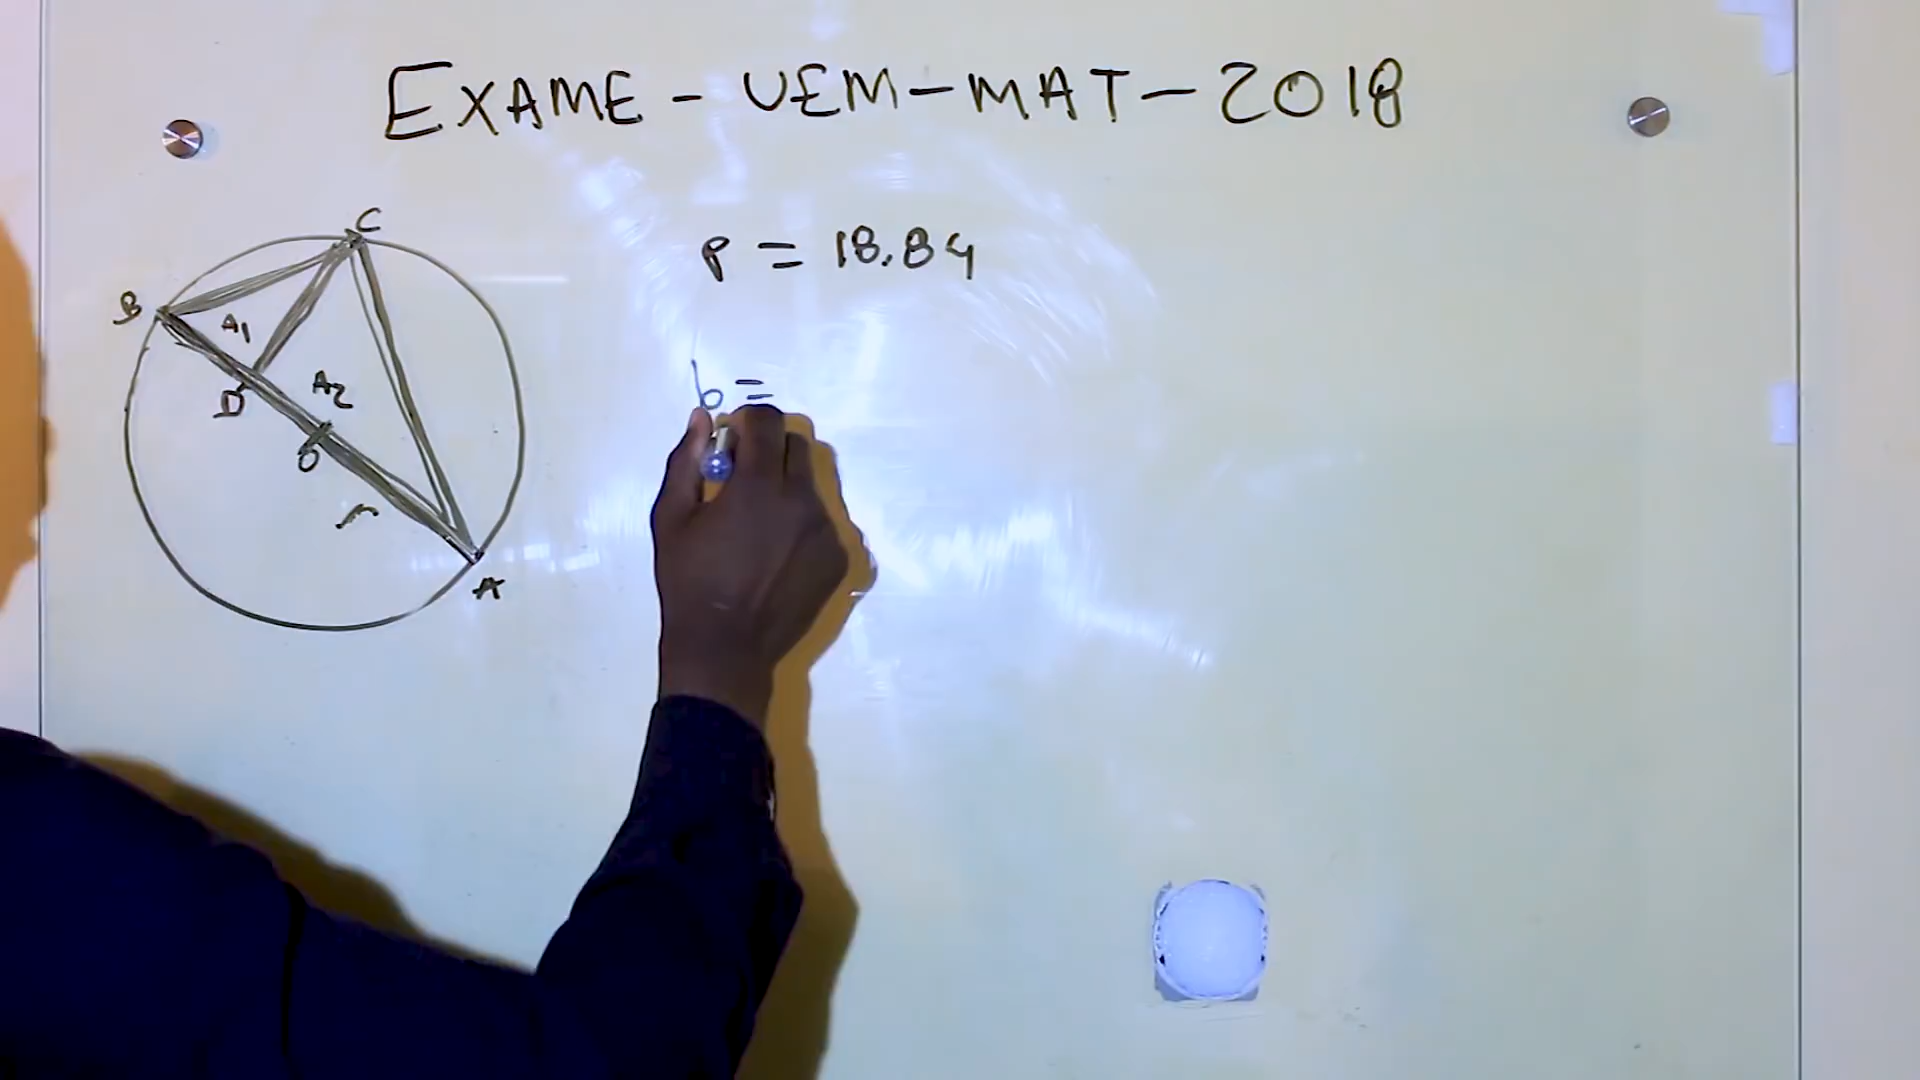 EXAME - UEM-MAT-2018
C
P = 18.84
B
A1
A2
D
b =
O
r
A